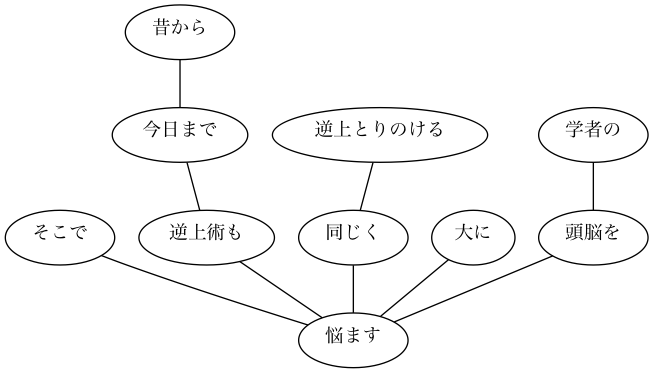 昔から
今日まで
逆上とりのける
学者の
そこで
逆上術も
同じく
大に
頭脳を
悩ます